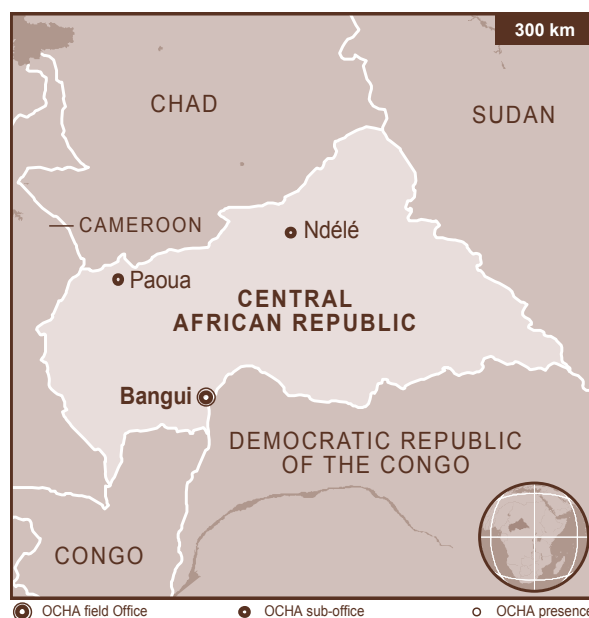 300 km
CHAD
SUDAN
CAMEROON
Ndélé
Paoua
CENTRAL
AFRICAN REPUBLIC
Bangui
DEMOCRATIC REPUBLIC
OF THE CONGO
CONGO
OCHA field Office
OCHA sub-office
OCHA presence